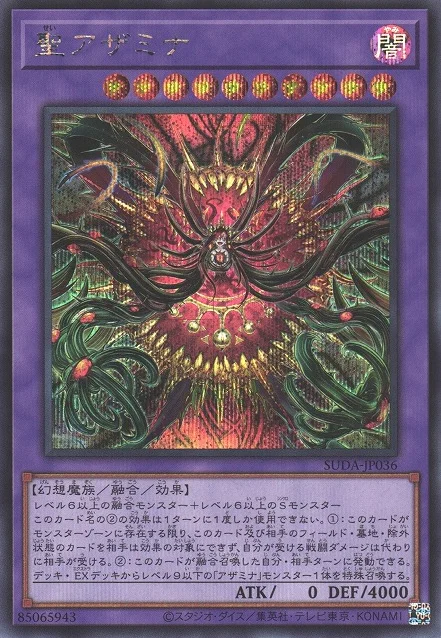 聖アザミナ
闇
SUDA-JP036
【幻想魔族／融合／効果】
レベル６以上の融合モンスター＋レベル６以上のＳモンスター
このカード名の②の効果は１ターンに１度しか使用できない。①：このカードが
モンスターゾーンに存在する限り、このカード及び相手のフィールド・墓地・除外
状態のカードを相手は効果の対象にできず、自分が受ける戦闘ダメージは代わり
に相手が受ける。②：このカードが融合召喚した自分・相手ターンに発動できる。
デッキ・EXデッキからレベル９以下の「アザミナ」モンスター１体を特殊召喚する。
ATK/ 0 DEF/4000
85065943
©スタジオ・ダイス／集英社・テレビ東京・KONAMI